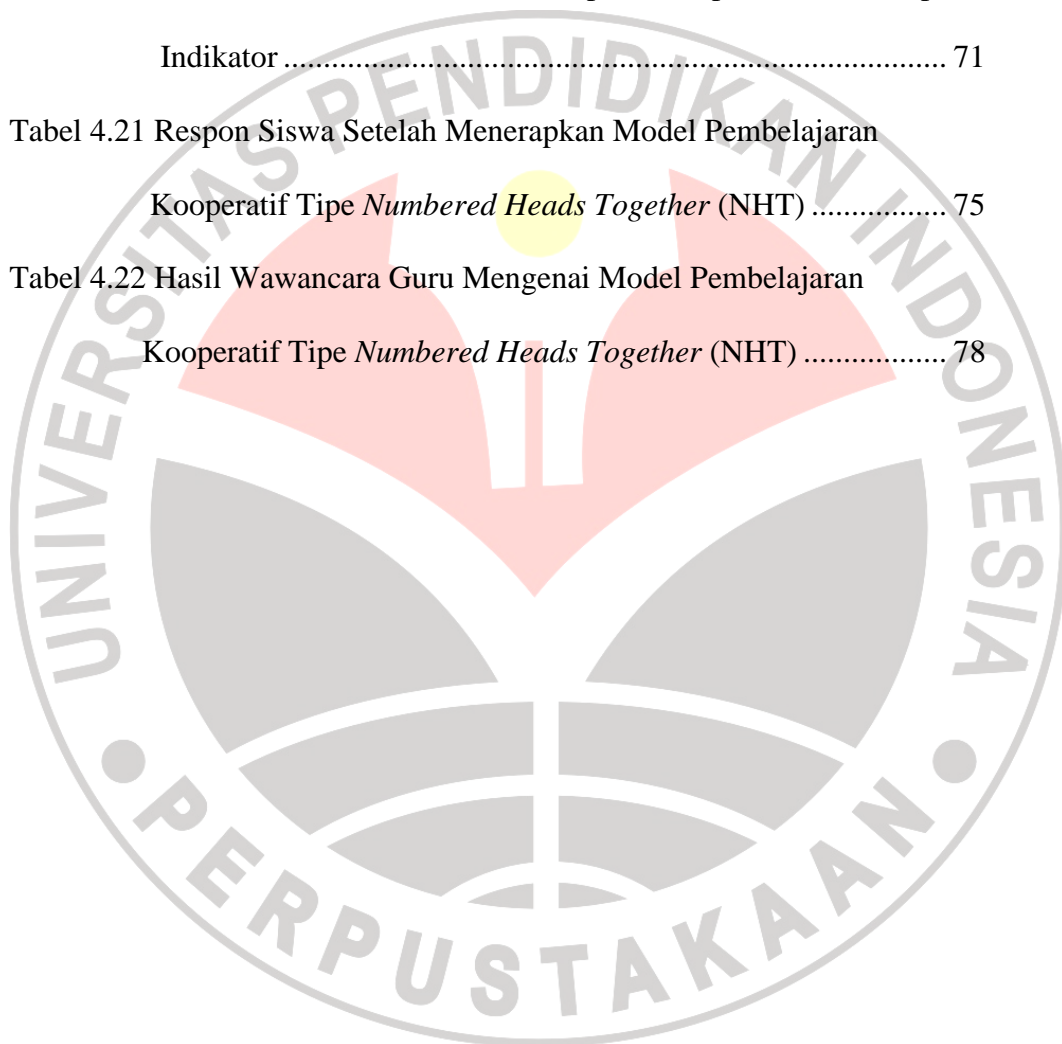 Indikator .................................................................................... 71
Tabel 4.21 Respon Siswa Setelah Menerapkan Model Pembelajaran
Kooperatif Tipe Numbered Heads Together (NHT) ................. 75
Tabel 4.22 Hasil Wawancara Guru Mengenai Model Pembelajaran
Kooperatif Tipe Numbered Heads Together (NHT) .................. 78
UNIVERSITAS PENDIDIKAN INDONESIA
PERPUSTAKAAN